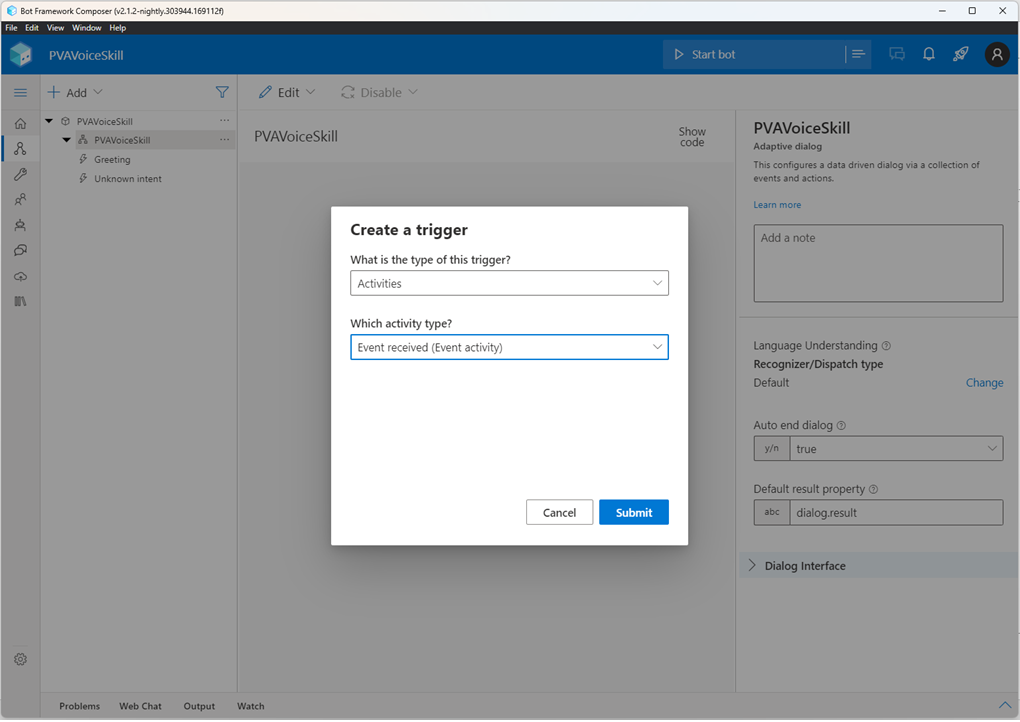 Bot Framework Composer (v2.1.2-nightly.303944.169112f)
File Edit View Window Help
PVAVoiceSkill
Start bot
Add
Edit
Disable
PVAVoiceSkill
PVAVoiceSkill
Greeting
Unknown intent
PVAVoiceSkill
Show
code
Create a trigger
What is the type of this trigger?
Activities
Which activity type?
Event received (Event activity)
Cancel
Submit
PVAVoiceSkill
Adaptive dialog
This configures a data driven dialog via a collection of
events and actions.
Learn more
Add a note
Language Understanding
Recognizer/Dispatch type
Default
Change
Auto end dialog
y/n
true
Default result property
abc
dialog.result
Dialog Interface
Problems
Web Chat
Output
Watch